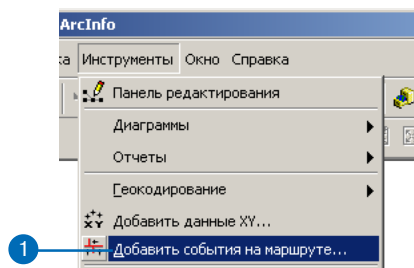 ArcInfo
ка Инструменты Окно Справка
Панель редактирования
Диаграммы
Отчеты
Геокодирование
Добавить данные XY...
1 Добавить события на маршруте...